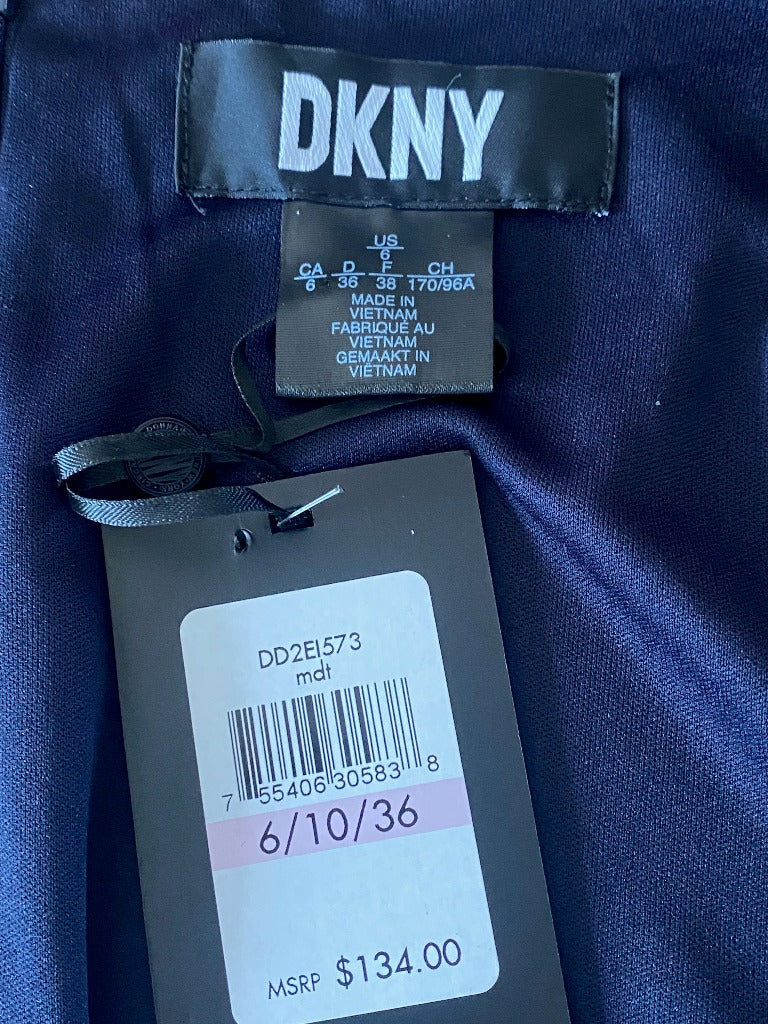 DKNY
US
6
CA D F CH
6 36 38 170/96A
MADE IN
VIETNAM
FABRIQUÉ AU
VIETNAM
GEMAAKT IN
VIËTNAM
DD2EI573
mdt
7 55406 30583 8
6/10/36
MSRP $134.00